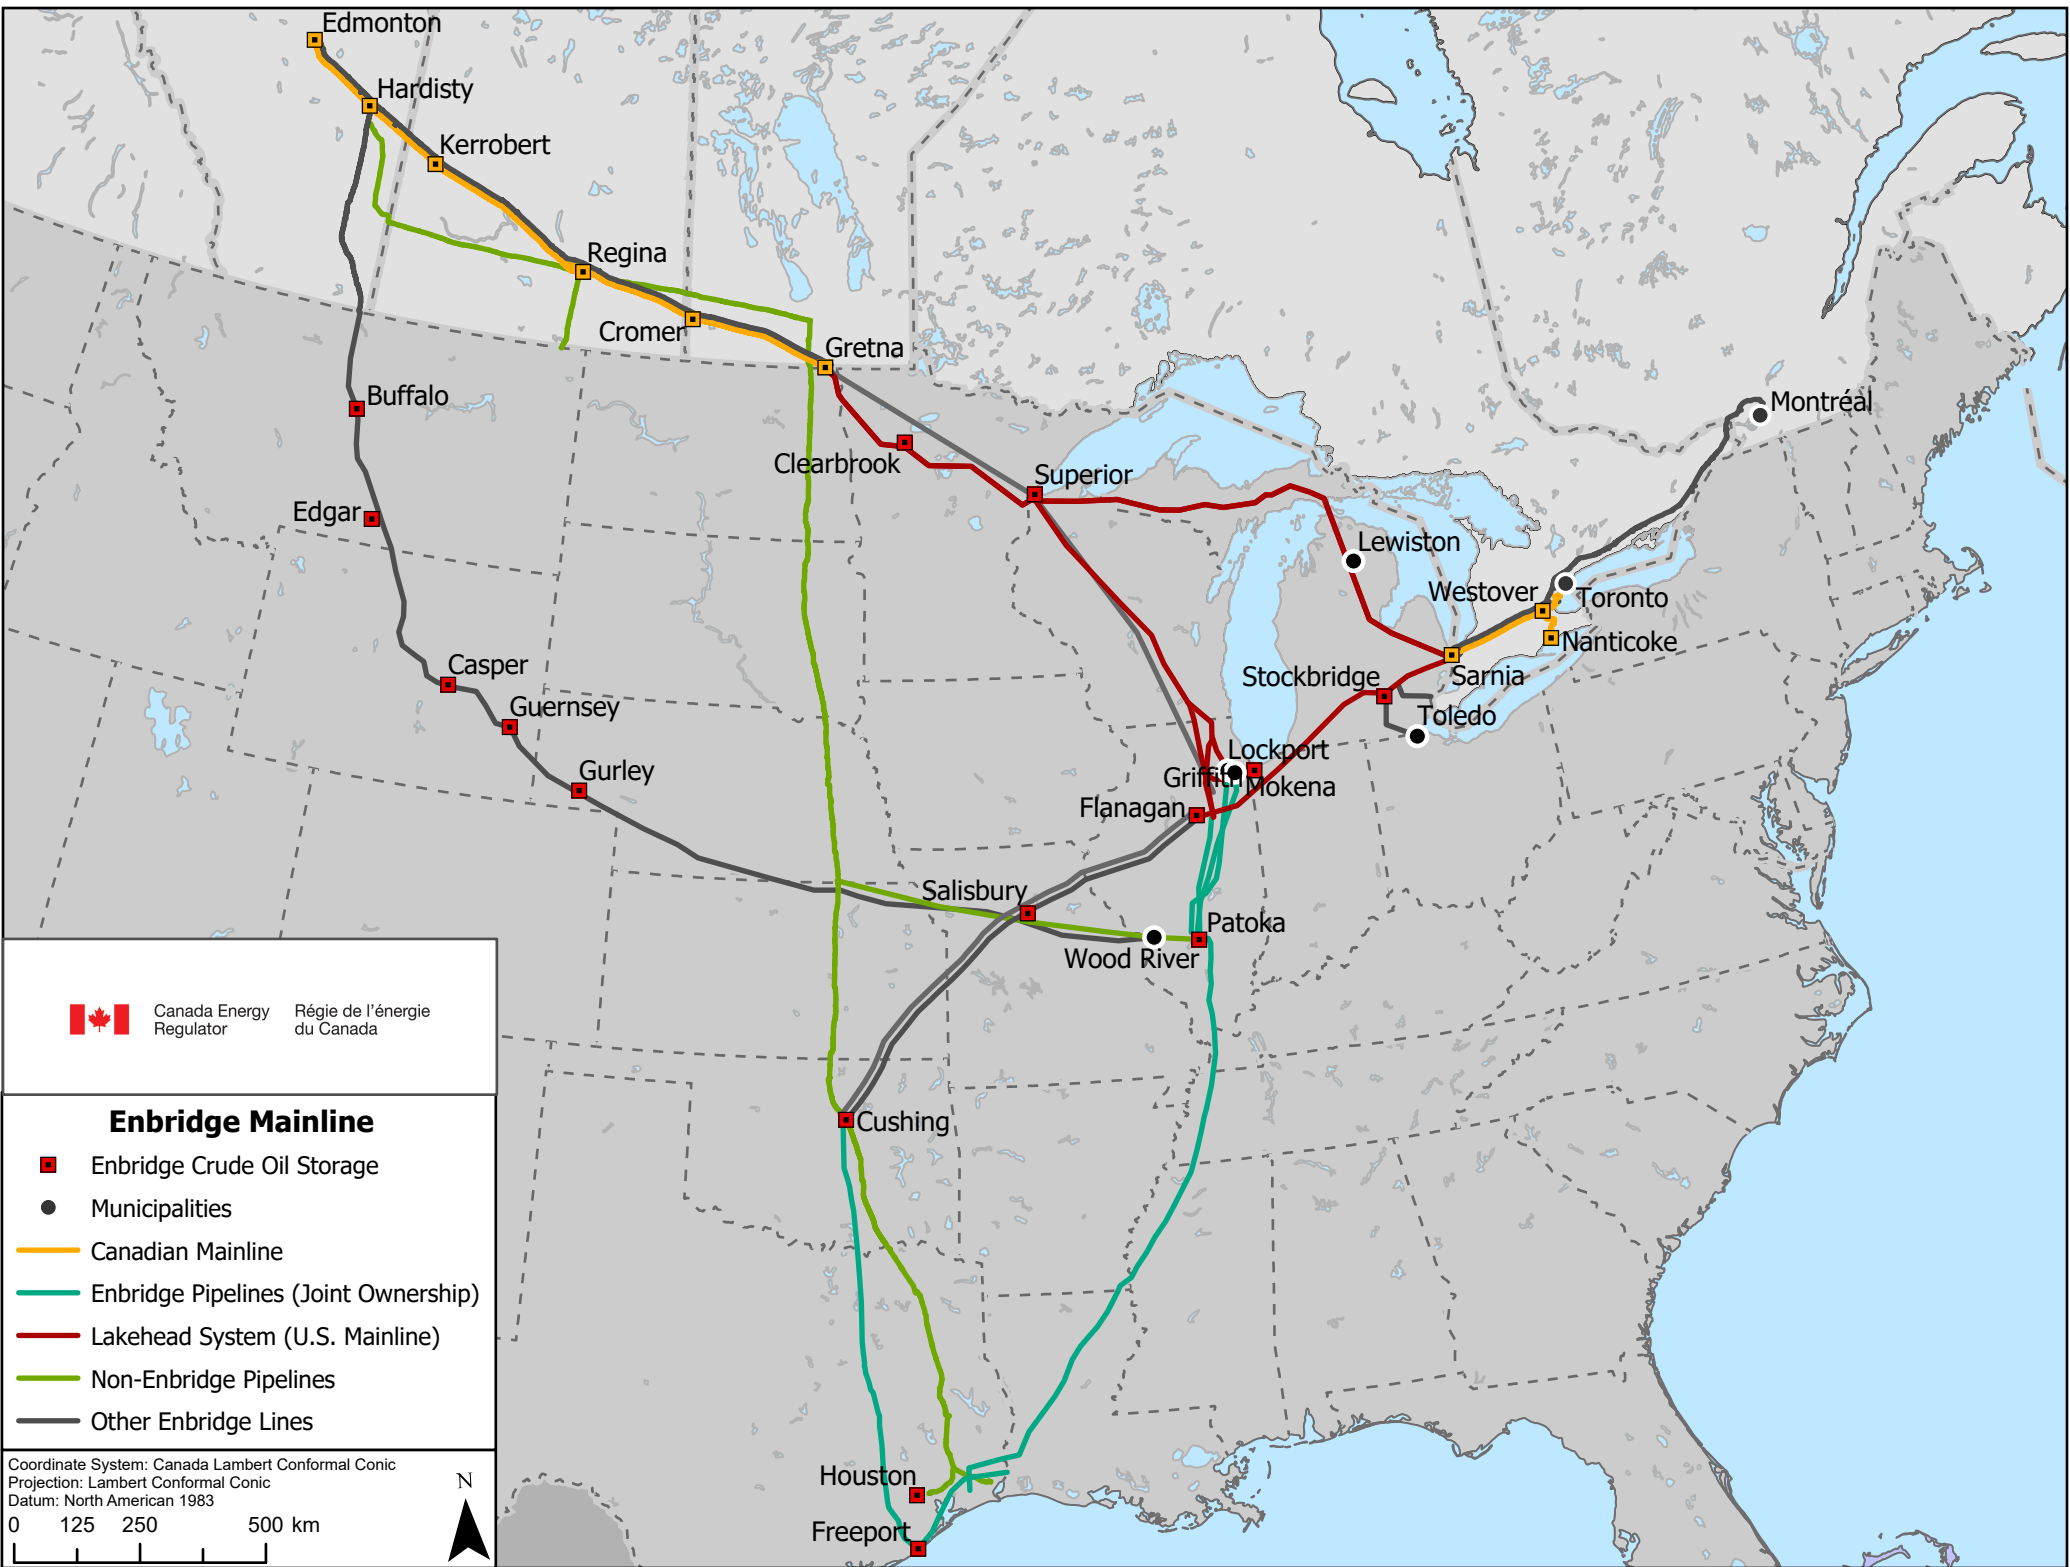 Edmonton
Hardisty
Kerrobert
Regina
Cromer
Gretna
Buffalo
Montréal
Clearbrook
Superior
Edgar
Lewiston
Westover
Toronto
Nanticoke
Casper
Stockbridge
Sarnia
Guernsey
Toledo
Lockport
Gurley
Griffith
Mokena
Flanagan
Salisbury
Patoka
Wood River
Cushing
Houston
Freeport
Canada Energy
Regulator
Régie de l'énergie
du Canada
Enbridge Mainline
Enbridge Crude Oil Storage
Municipalities
Canadian Mainline
Enbridge Pipelines (Joint Ownership)
Lakehead System (U.S. Mainline)
Non-Enbridge Pipelines
Other Enbridge Lines
Coordinate System: Canada Lambert Conformal Conic
Projection: Lambert Conformal Conic
Datum: North American 1983
N
0 125 250 500 km